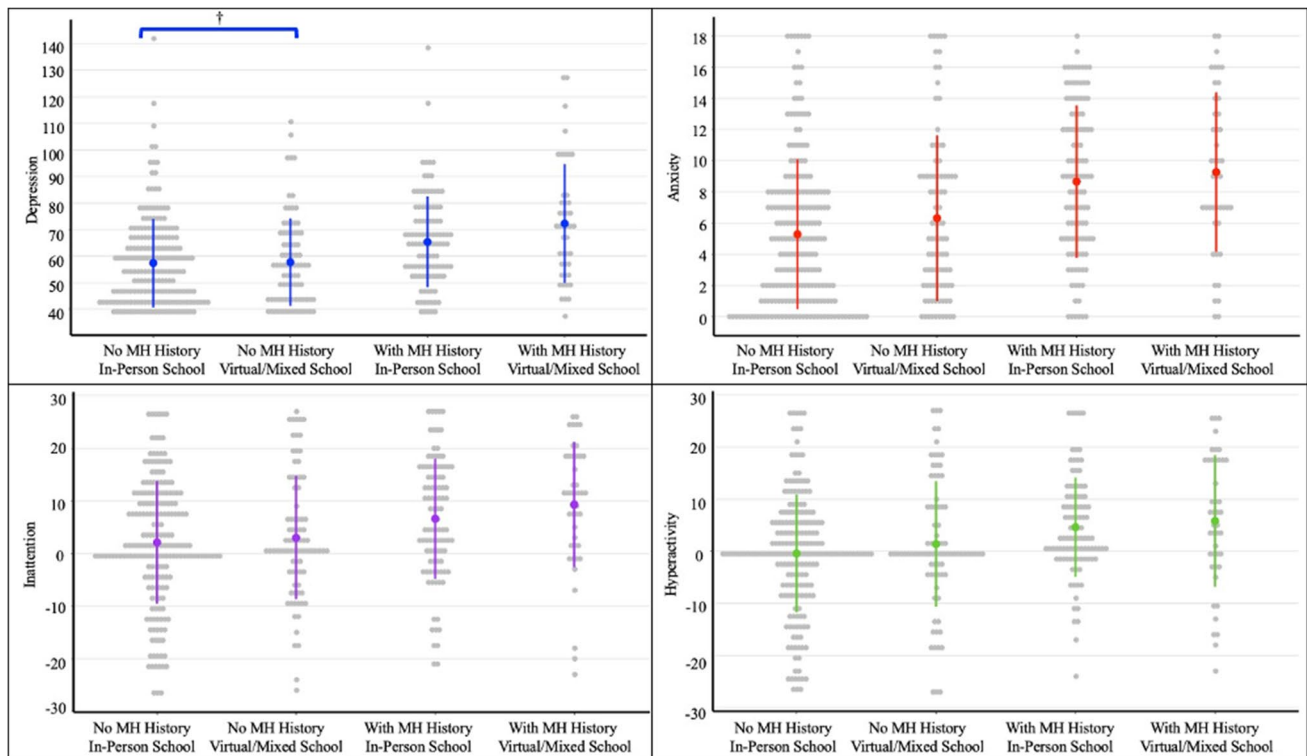 †
140
130
120
110
100
90
80
70
60
50
40
Depression
No MH History
In-Person School
No MH History
Virtual/Mixed School
With MH History
In-Person School
With MH History
Virtual/Mixed School
18
16
14
12
10
8
6
4
2
0
Anxiety
No MH History
In-Person School
No MH History
Virtual/Mixed School
With MH History
In-Person School
With MH History
Virtual/Mixed School
30
20
10
0
-10
-20
-30
Inattention
No MH History
In-Person School
No MH History
Virtual/Mixed School
With MH History
In-Person School
With MH History
Virtual/Mixed School
30
20
10
0
-10
-20
-30
Hyperactivity
No MH History
In-Person School
No MH History
Virtual/Mixed School
With MH History
In-Person School
With MH History
Virtual/Mixed School